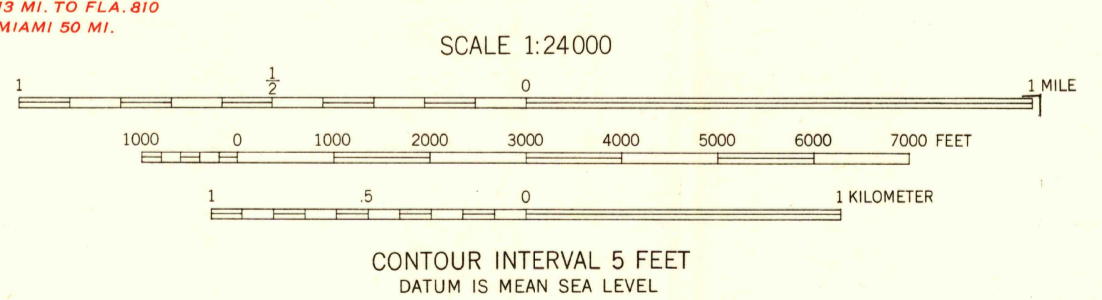 13 MI. TO FLA. 810
MIAMI 50 MI.
SCALE 1:24000
1 1/2 0 1 MILE
1000 0 1000 2000 3000 4000 5000 6000 7000 FEET
1 .5 0 1 KILOMETER
CONTOUR INTERVAL 5 FEET
DATUM IS MEAN SEA LEVEL